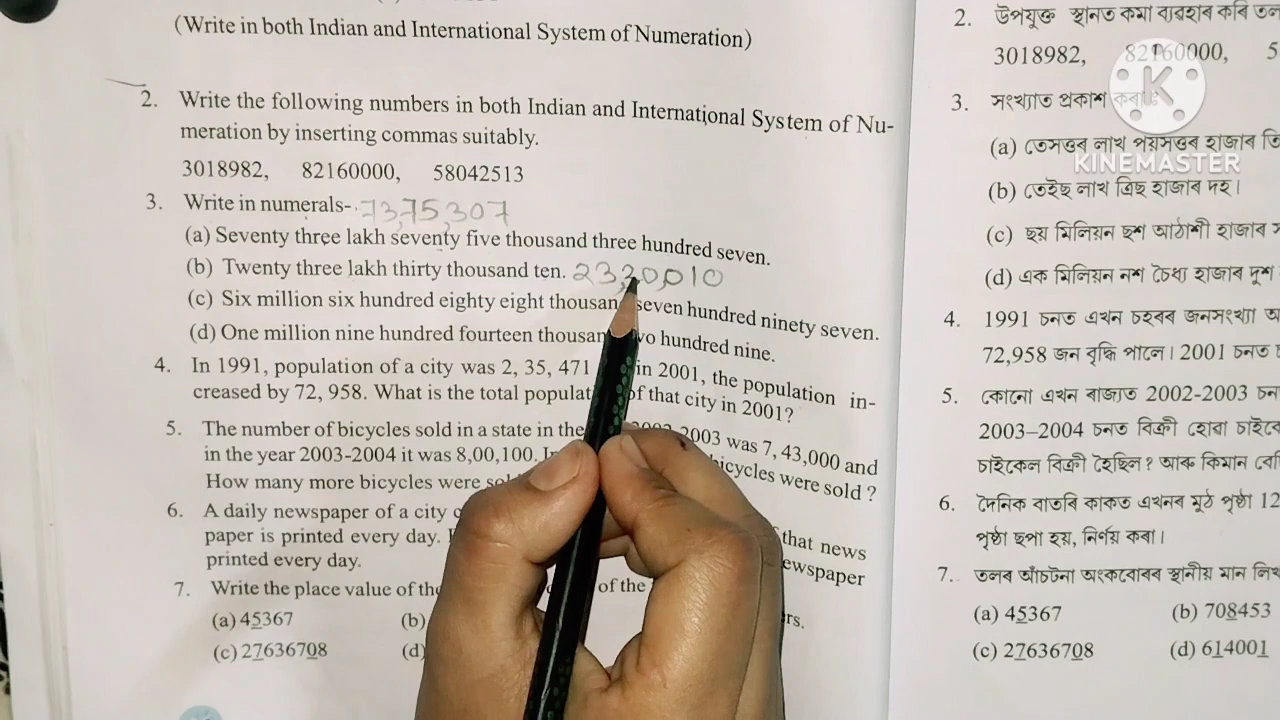 (Write in both Indian and International System of Numeration)
2. Write the following numbers in both Indian and International System of Nu-
meration by inserting commas suitably.
3018982, 82160000, 58042513
3. Write in numerals- 73,75,307
(a) Seventy three lakh seventy five thousand three hundred seven.
(b) Twenty three lakh thirty thousand ten. 23,30,010
(c) Six million six hundred eighty eight seven hundred ninety seven.
(d) One million nine hundred fourteen hundred nine.
4. In 1991, population of a city was 2, 35, 471 in 2001, the population in-
creased by 72, 958. What is the total of that city in 2001?
5. The number of bicycles sold in a state in the 2003 was 7, 43,000 and
in the year 2003-2004 it was 8,00,100.
How many more bicycles were were sold ?
6. A daily newspaper of a city that news
paper is printed every day.
printed every day.
7. Write the place value of the of the
(a) 45367 (b)
(c) 27636708 (d)
2. উপযুক্ত স্থানত কমা ব্যৱহাৰ কৰি
3018982, 82160000, 5
3. সংখ্যাত প্ৰকাশ কৰা
(a) তেসত্তৰ লাখ পয়সত্তৰ হাজাৰ
(b) তেইছ লাখ ত্ৰিছ হাজাৰ দহ।
(c) ছয় মিলিয়ন ছশ আঠাশী হাজাৰ
(d) এক মিলিয়ন নশ চৈধ্য হাজাৰ দুশ
4. 1991 চনত এখন চহৰৰ জনসংখ্যা
72,958 জন বৃদ্ধি পালে। 2001 চনত
5. কোনো এখন ৰাজ্যত 2002-2003
2003–2004 চনত বিক্ৰী হোৱা
চাইকেল বিক্ৰী হৈছিল? আৰু কিমান
6. দৈনিক বাতৰি কাকত এখনৰ মুঠ পৃষ্ঠা 12
পৃষ্ঠা ছপা হয়, নিৰ্ণয় কৰা।
7. তলৰ আঁচটনা অংকবোৰৰ স্থানীয় মান
(a) 45367 (b) 708453
(c) 27636708 (d) 614001
K
KINEMASTER